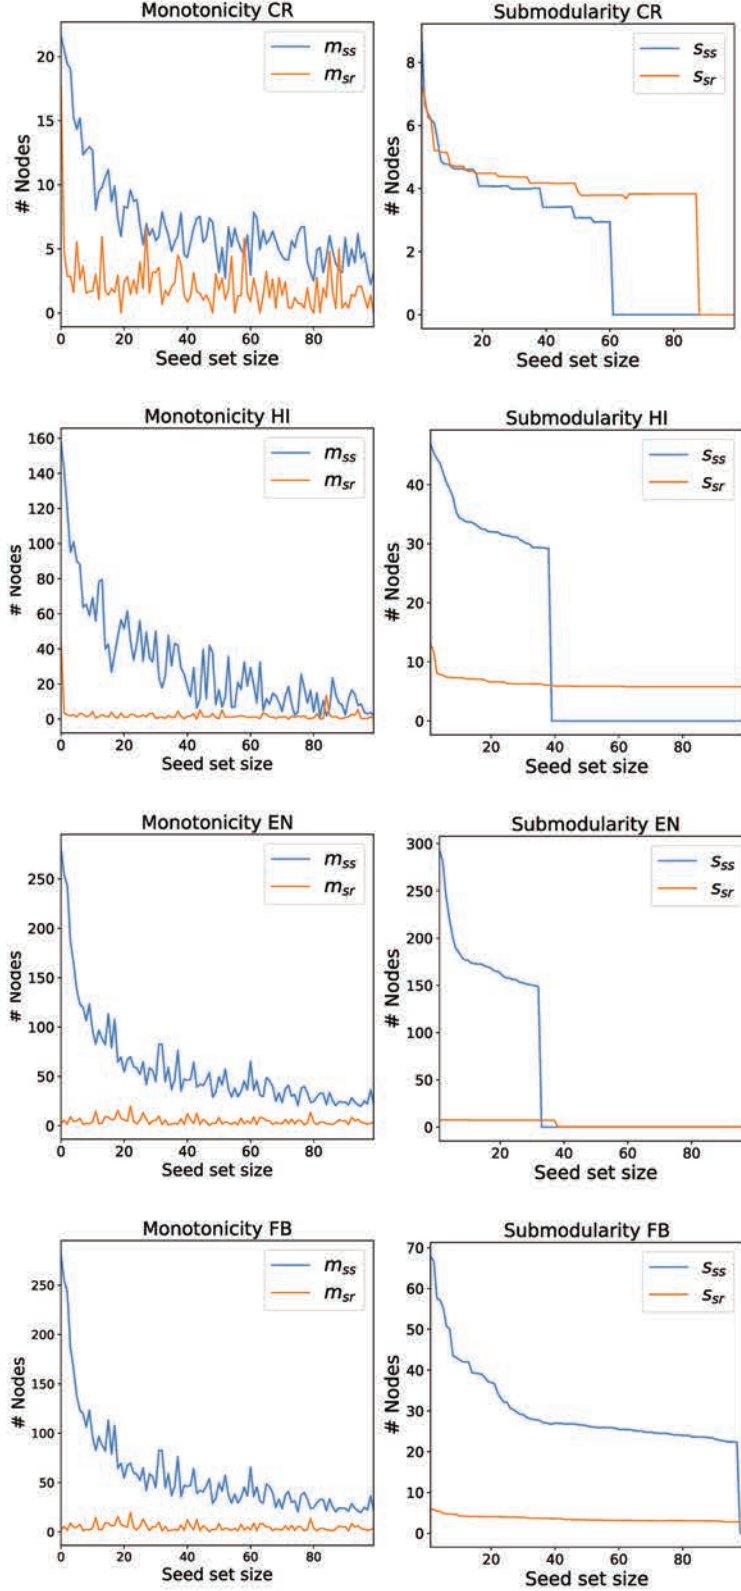 Monotonicity CR
m_ss
m_sr
# Nodes
20
15
10
5
0
0 20 40 60 80
Seed set size
Submodularity CR
s_ss
s_sr
# Nodes
8
6
4
2
0
20 40 60 80
Seed set size
Monotonicity HI
m_ss
m_sr
# Nodes
160
140
120
100
80
60
40
20
0
0 20 40 60 80
Seed set size
Submodularity HI
s_ss
s_sr
# Nodes
40
30
20
10
0
20 40 60 80
Seed set size
Monotonicity EN
m_ss
m_sr
# Nodes
250
200
150
100
50
0
0 20 40 60 80
Seed set size
Submodularity EN
s_ss
s_sr
# Nodes
300
250
200
150
100
50
0
20 40 60 80
Seed set size
Monotonicity FB
m_ss
m_sr
# Nodes
250
200
150
100
50
0
0 20 40 60 80
Seed set size
Submodularity FB
s_ss
s_sr
# Nodes
70
60
50
40
30
20
10
0
20 40 60 80
Seed set size